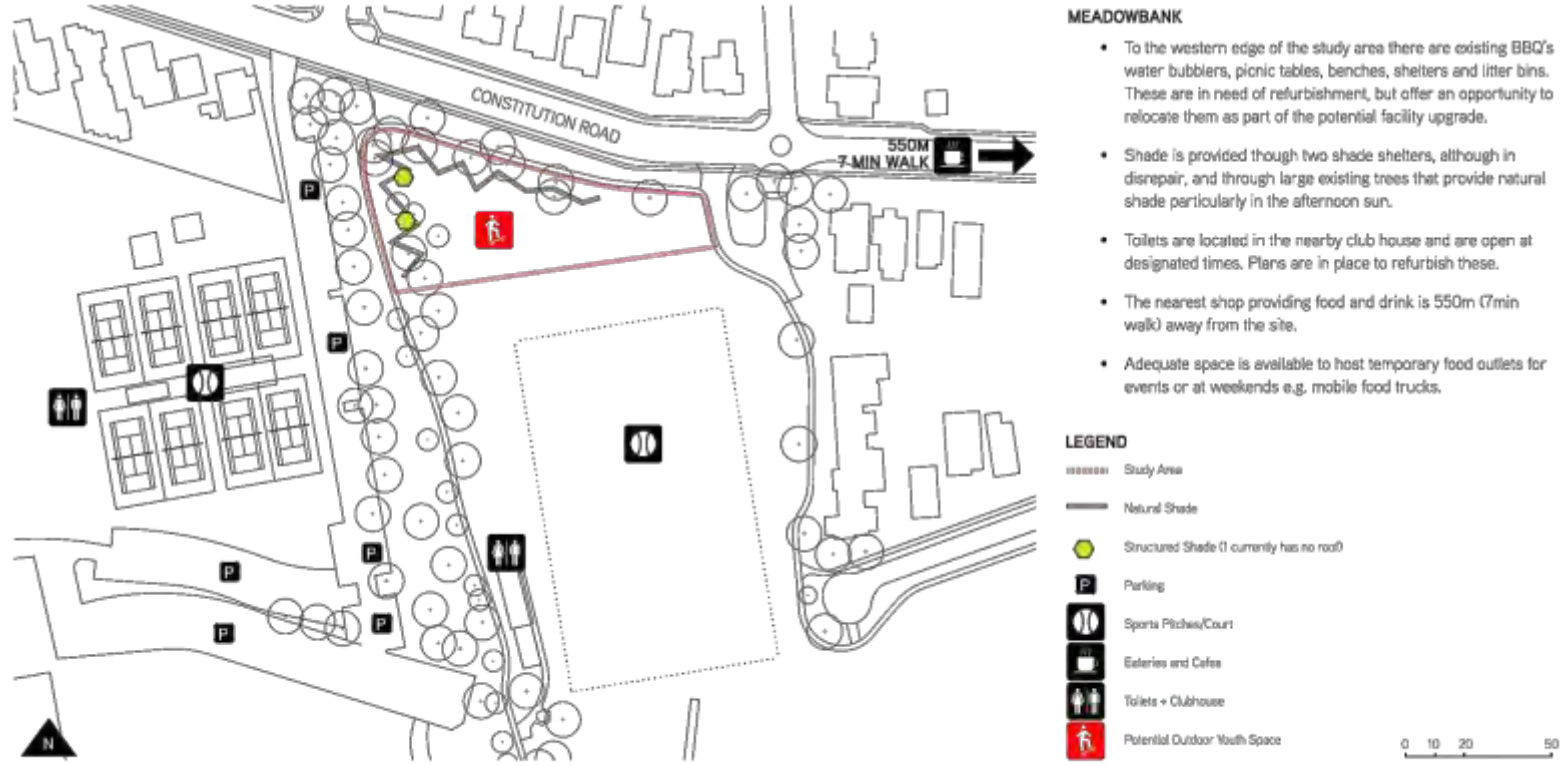 CONSTITUTION ROAD
550M
7 MIN WALK
P
P
P
P
P
P
N
MEADOWBANK
• To the western edge of the study area there are existing BBQ's
water bubblers, picnic tables, benches, shelters and litter bins.
These are in need of refurbishment, but offer an opportunity to
relocate them as part of the potential facility upgrade.
• Shade is provided though two shade shelters, although in
disrepair, and through large existing trees that provide natural
shade particularly in the afternoon sun.
• Toilets are located in the nearby club house and are open at
designated times. Plans are in place to refurbish these.
• The nearest shop providing food and drink is 550m (7min
walk) away from the site.
• Adequate space is available to host temporary food outlets for
events or at weekends e.g. mobile food trucks.
LEGEND
Study Area
Natural Shade
Structured Shade (1 currently has no roof)
P Parking
Sports Pitches/Court
Eateries and Cafes
Toilets + Clubhouse
Potential Outdoor Youth Space
0 10 20 50